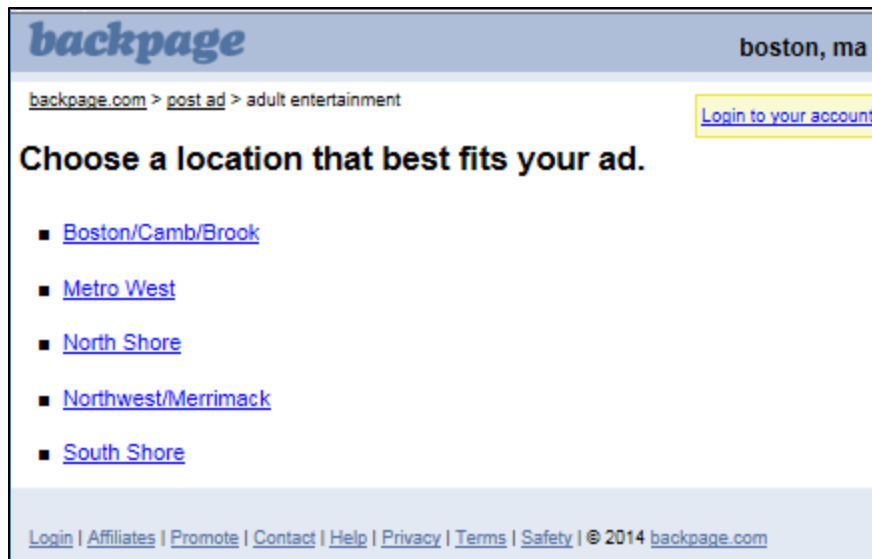 backpage
boston, ma
backpage.com > post ad > adult entertainment
Login to your account
Choose a location that best fits your ad.
Boston/Camb/Brook
Metro West
North Shore
Northwest/Merrimack
South Shore
Login | Affiliates | Promote | Contact | Help | Privacy | Terms | Safety | © 2014 backpage.com